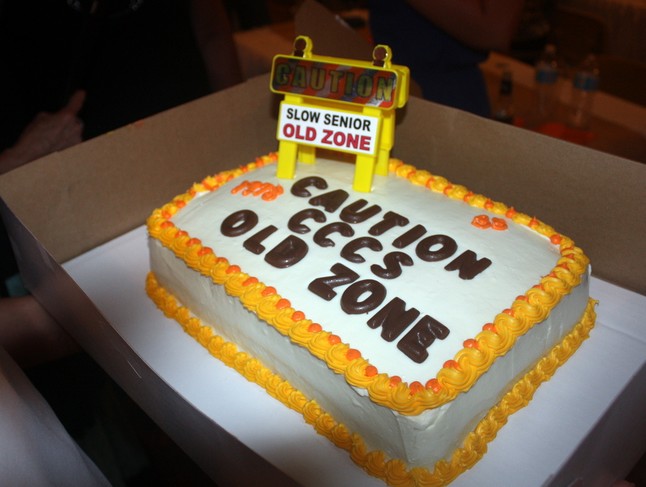 CAUTION
SLOW SENIOR
OLD ZONE
CAUTION
CCCS
OLD ZONE